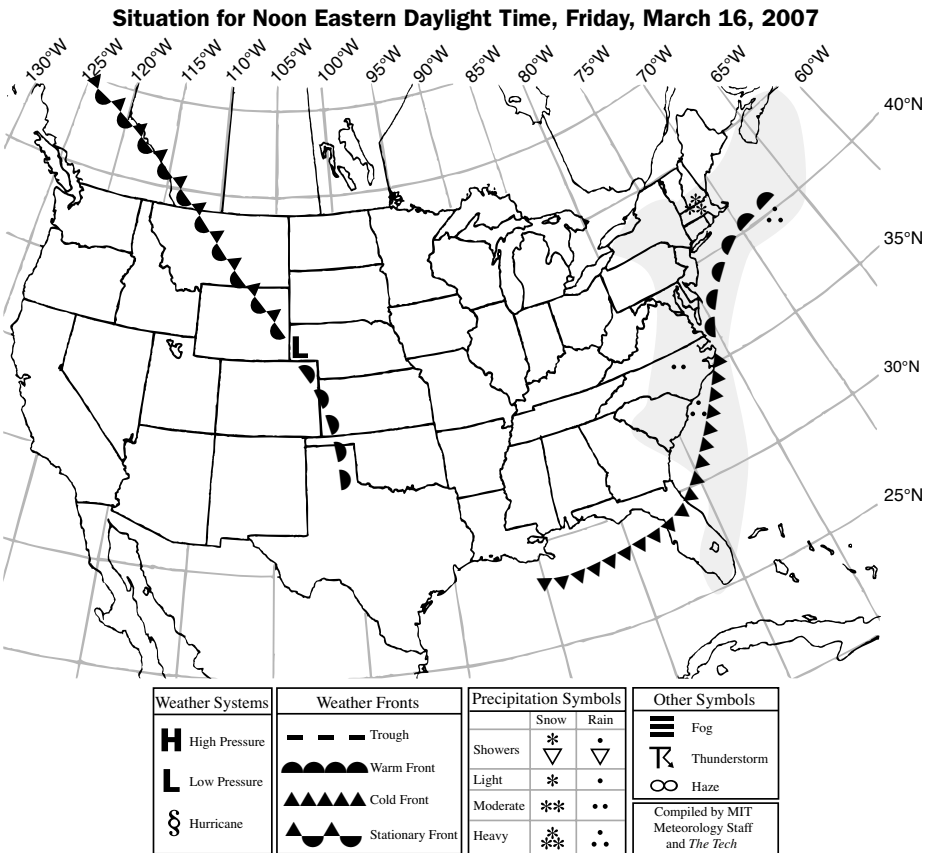 Situation for Noon Eastern Daylight Time, Friday, March 16, 2007
130°W 125°W 120°W 115°W 110°W 105°W 100°W 95°W 90°W 85°W 80°W 75°W 70°W 65°W 60°W
40°N
35°N
30°N
25°N
L
Weather Systems
H High Pressure
L Low Pressure
§ Hurricane
Weather Fronts
Trough
Warm Front
Cold Front
Stationary Front
Precipitation Symbols
Snow Rain
Showers
Light
Moderate
Heavy
Other Symbols
Fog
Thunderstorm
Haze
Compiled by MIT
Meteorology Staff
and The Tech